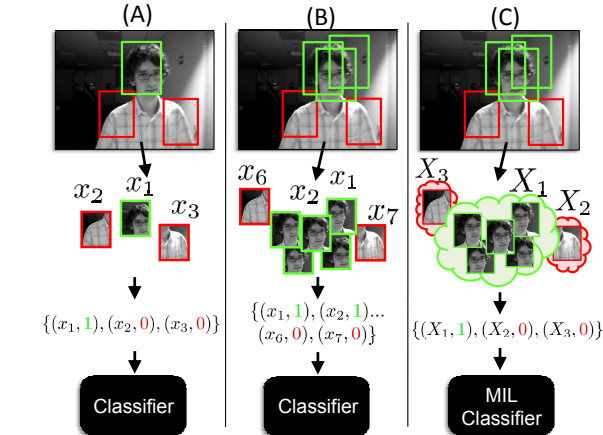 (A)
(B)
(C)
x₂ x₁ x₃
x₆ x₂ x₁ x₇
X₃ X₁ X₂
{(x₁, 1), (x₂, 0), (x₃, 0)}
{(x₁, 1), (x₂, 1)...
(x₆, 0), (x₇, 0)}
{(X₁, 1), (X₂, 0), (X₃, 0)}
Classifier
Classifier
MIL
Classifier